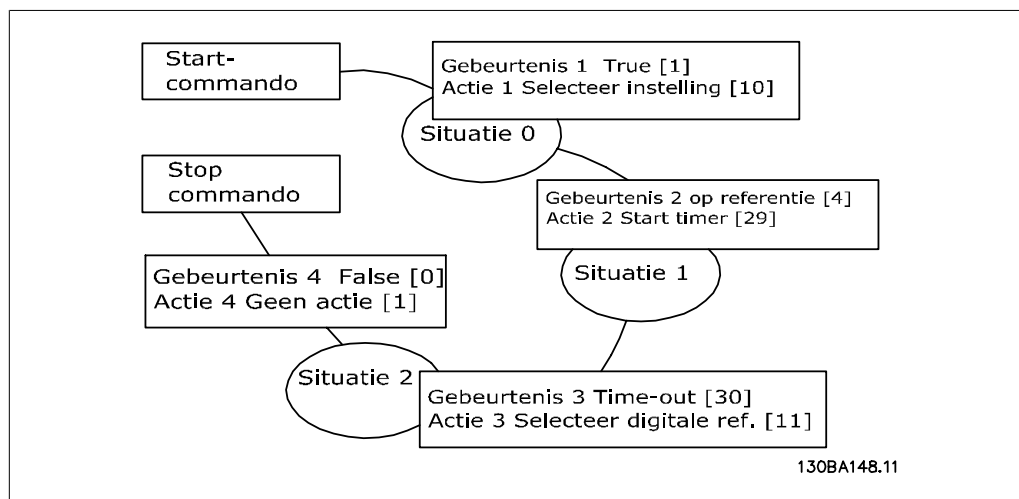 Start-
commando
Gebeurtenis 1 True [1]
Actie 1 Selecteer instelling [10]
Situatie 0
Stop
commando
Gebeurtenis 2 op referentie [4]
Actie 2 Start timer [29]
Situatie 1
Gebeurtenis 4 False [0]
Actie 4 Geen actie [1]
Situatie 2
Gebeurtenis 3 Time-out [30]
Actie 3 Selecteer digitale ref. [11]
130BA148.11